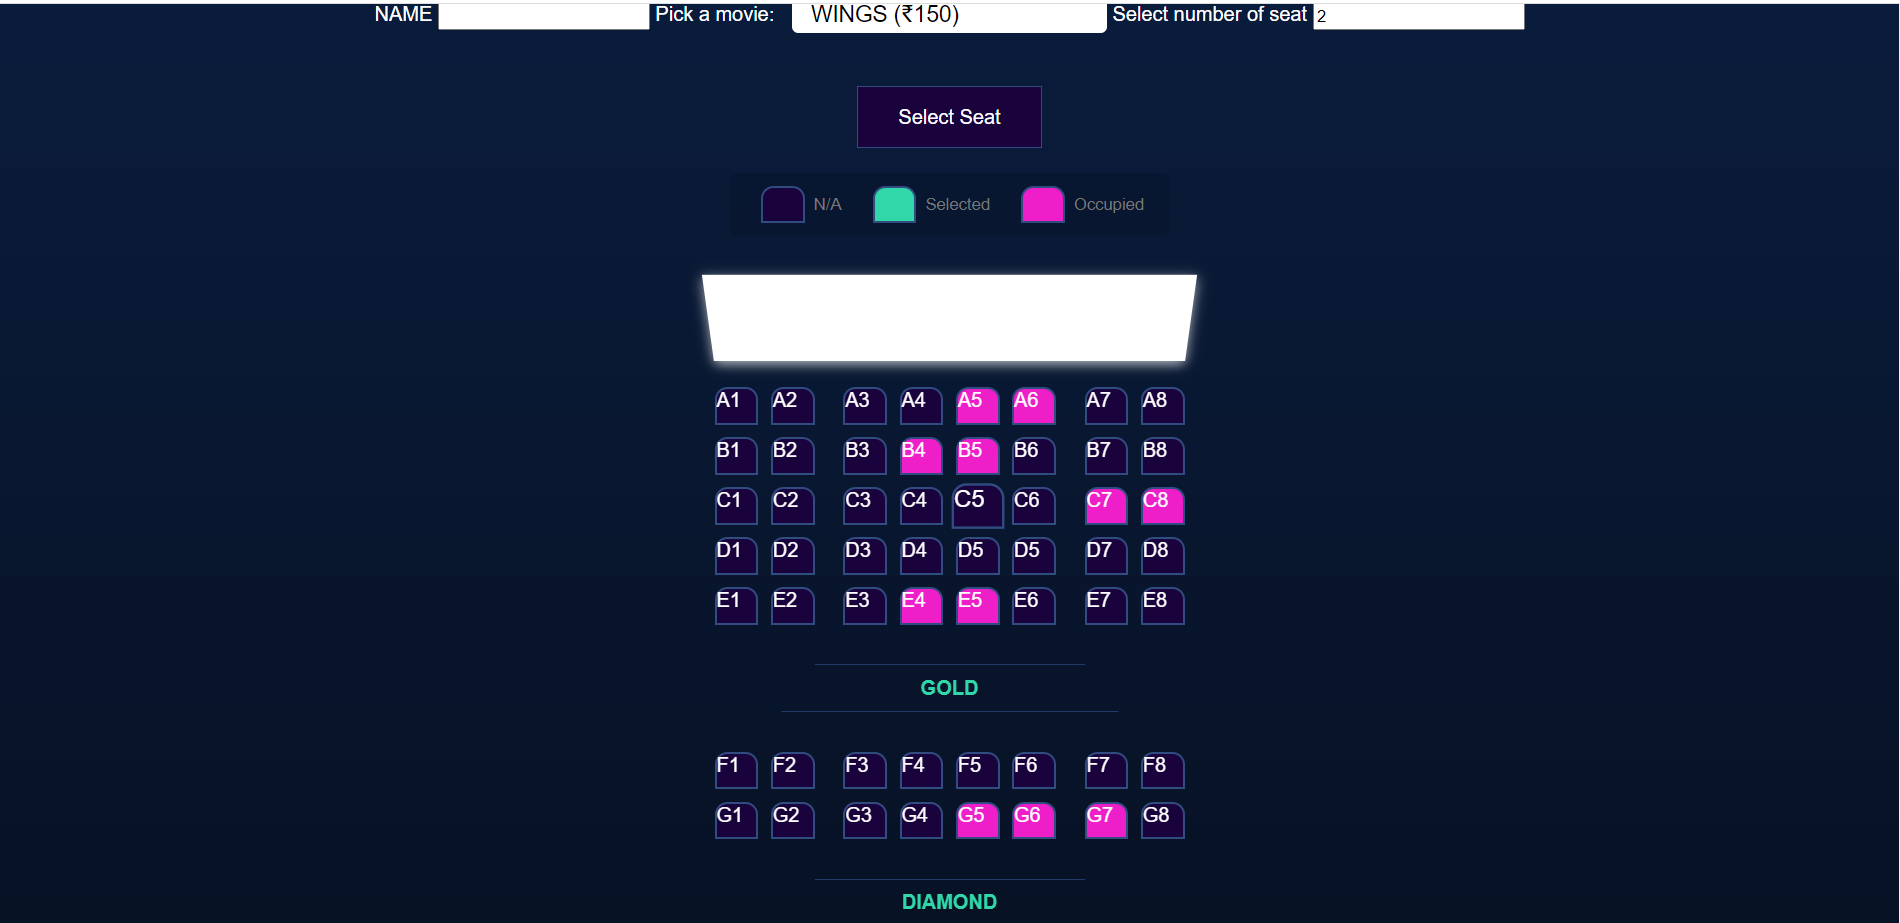 NAME Pick a movie: WINGS (₹150) Select number of seat 2
Select Seat
N/A Selected Occupied
A1 A2 A3 A4 A5 A6 A7 A8
B1 B2 B3 B4 B5 B6 B7 B8
C1 C2 C3 C4 C5 C6 C7 C8
D1 D2 D3 D4 D5 D5 D7 D8
E1 E2 E3 E4 E5 E6 E7 E8
GOLD
F1 F2 F3 F4 F5 F6 F7 F8
G1 G2 G3 G4 G5 G6 G7 G8
DIAMOND